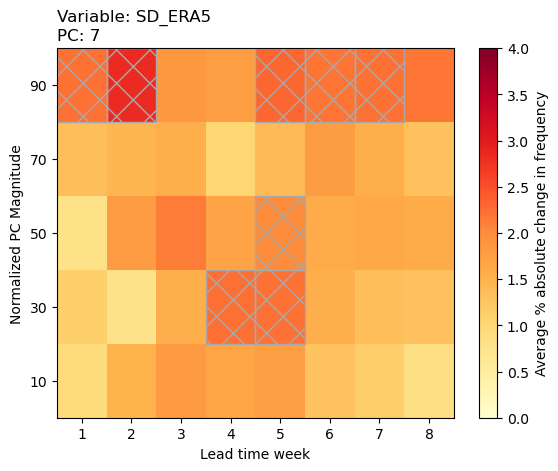 Variable: SD_ERA5
PC: 7
Normalized PC Magnitude
90
70
50
30
10
1 2 3 4 5 6 7 8
Lead time week
4.0
3.5
3.0
2.5
2.0
1.5
1.0
0.5
0.0
Average % absolute change in frequency